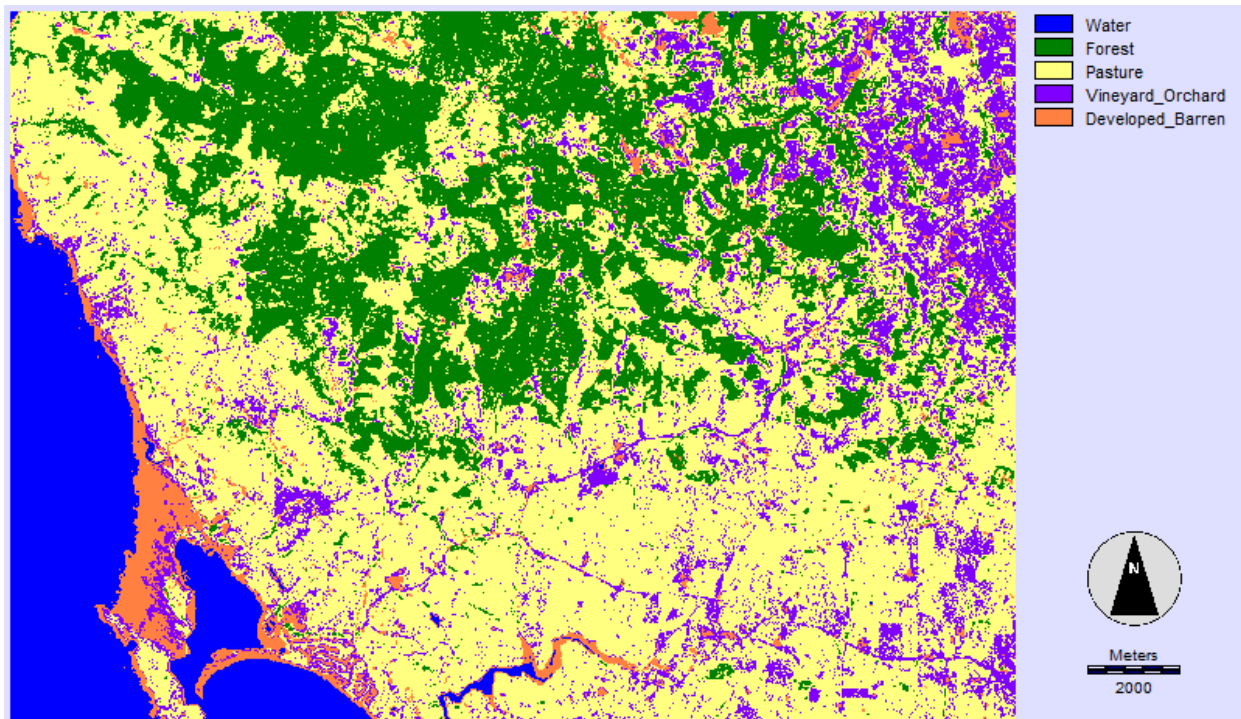 Water
Forest
Pasture
Vineyard_Orchard
Developed_Barren
N
Meters
2000